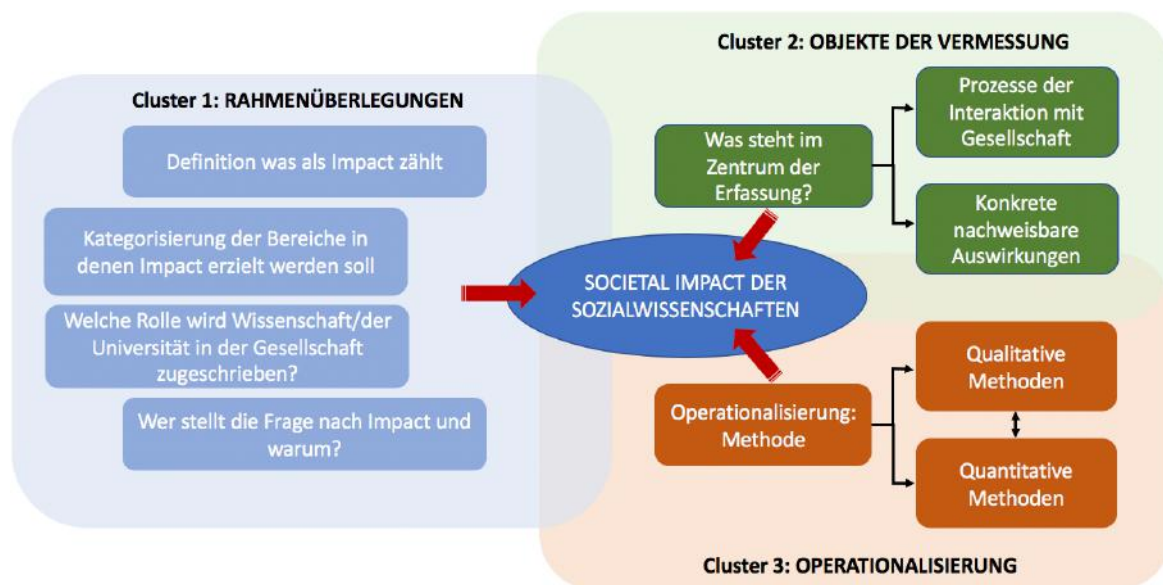 Cluster 1: RAHMENÜBERLEGUNGEN
Definition was als Impact zählt
Kategorisierung der Bereiche in
denen Impact erzielt werden soll
Welche Rolle wird Wissenschaft/der
Universität in der Gesellschaft
zugeschrieben?
Wer stellt die Frage nach Impact und
warum?
SOCIETAL IMPACT DER
SOZIALWISSENSCHAFTEN
Cluster 2: OBJEKTE DER VERMESSUNG
Was steht im
Zentrum der
Erfassung?
Prozesse der
Interaktion mit
Gesellschaft
Konkrete
nachweisbare
Auswirkungen
Operationalisierung:
Methode
Qualitative
Methoden
Quantitative
Methoden
Cluster 3: OPERATIONALISIERUNG